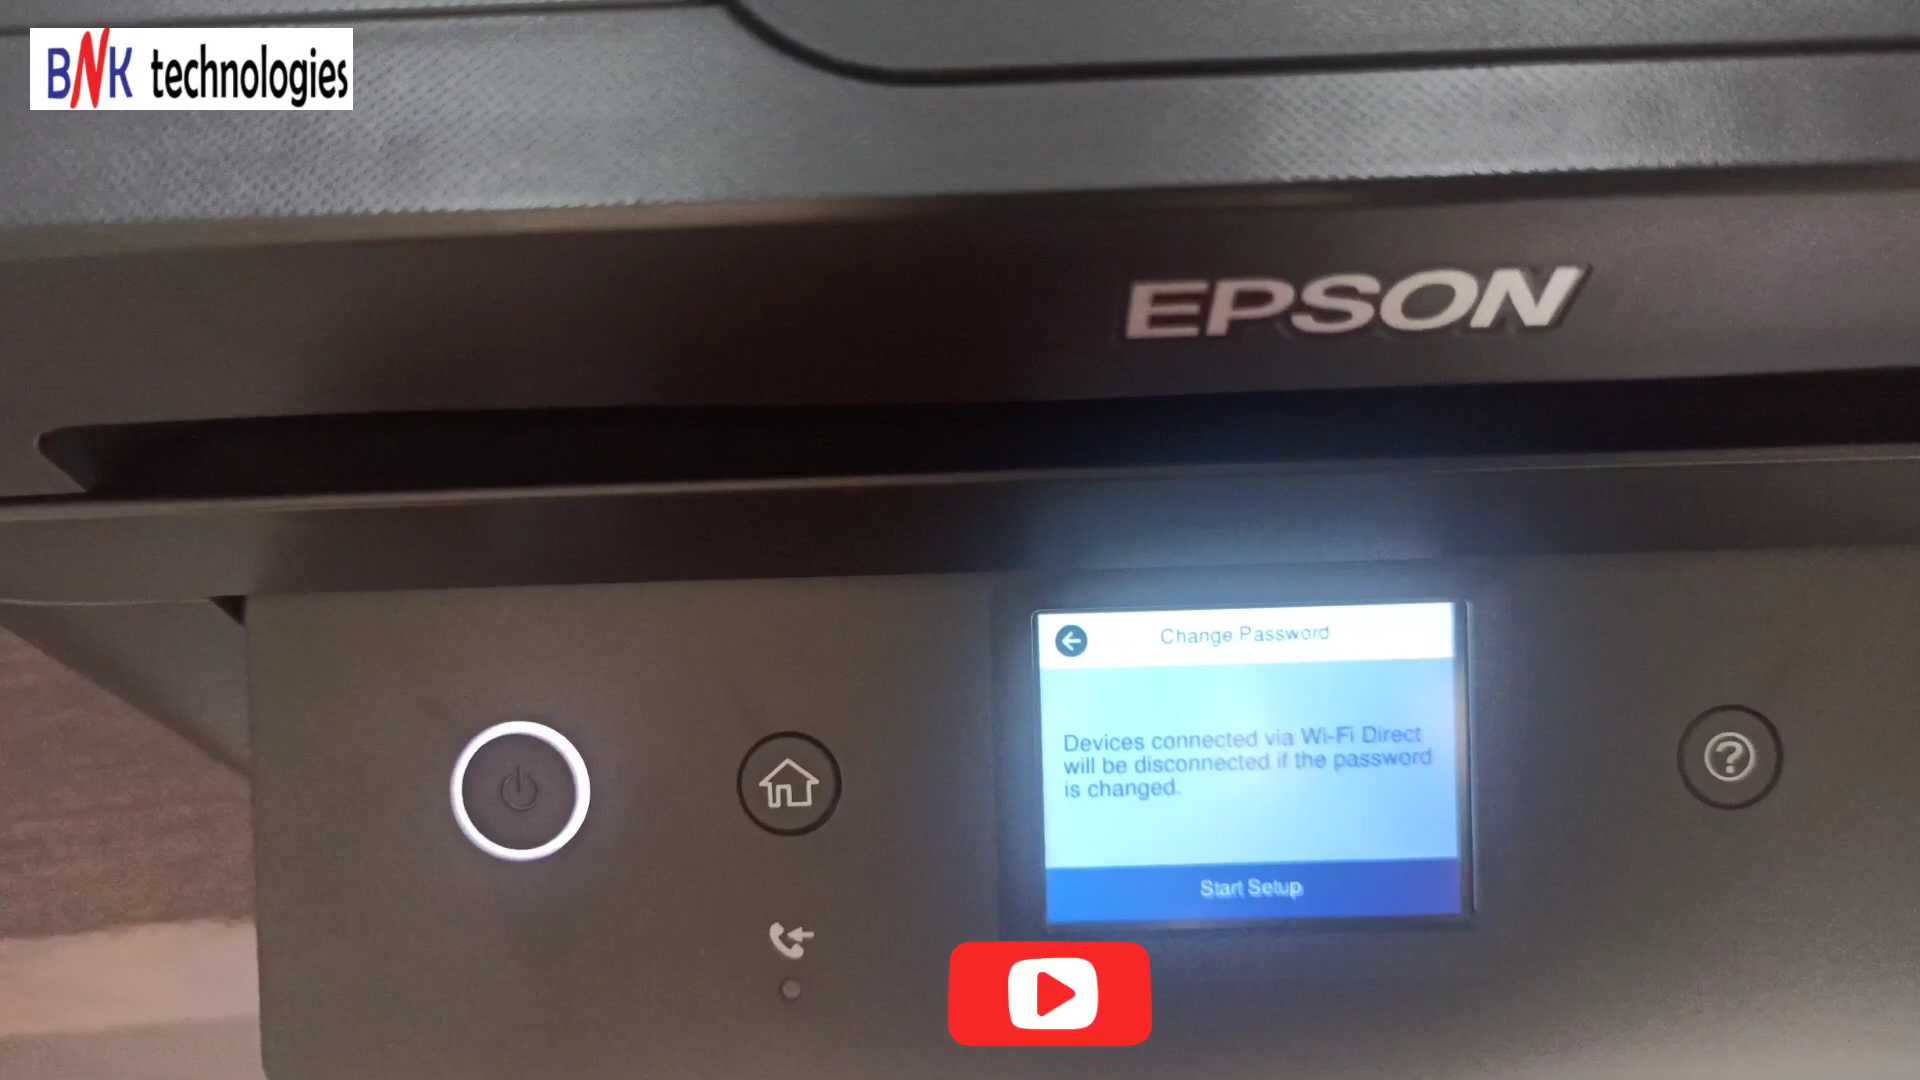 BNK technologies
EPSON
Change Password
Devices connected via Wi-Fi Direct
will be disconnected if the password
is changed.
Start Setup